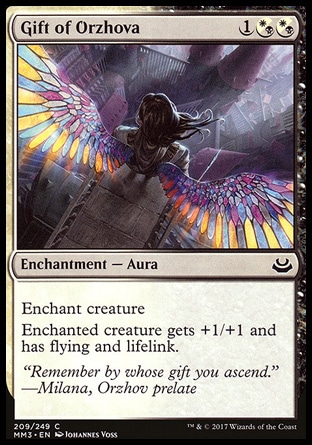 Gift of Orzhova 1
Enchantment — Aura
Enchant creature
Enchanted creature gets +1/+1 and
has flying and lifelink.
“Remember by whose gift you ascend.”
—Milana, Orzhov prelate
209/249 C
MM3 • EN Johannes Voss ™ & © 2017 Wizards of the Coast